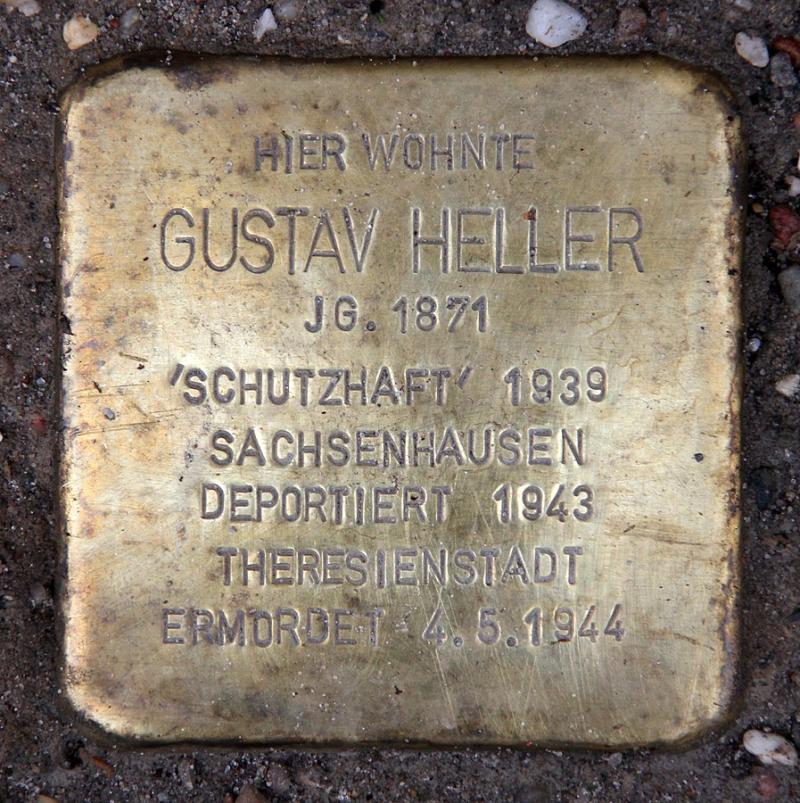 HIER WOHNTE
GUSTAV HELLER
JG. 1871
'SCHUTZHAFT' 1939
SACHSENHAUSEN
DEPORTIERT 1943
THERESIENSTADT
ERMORDET 4.5.1944